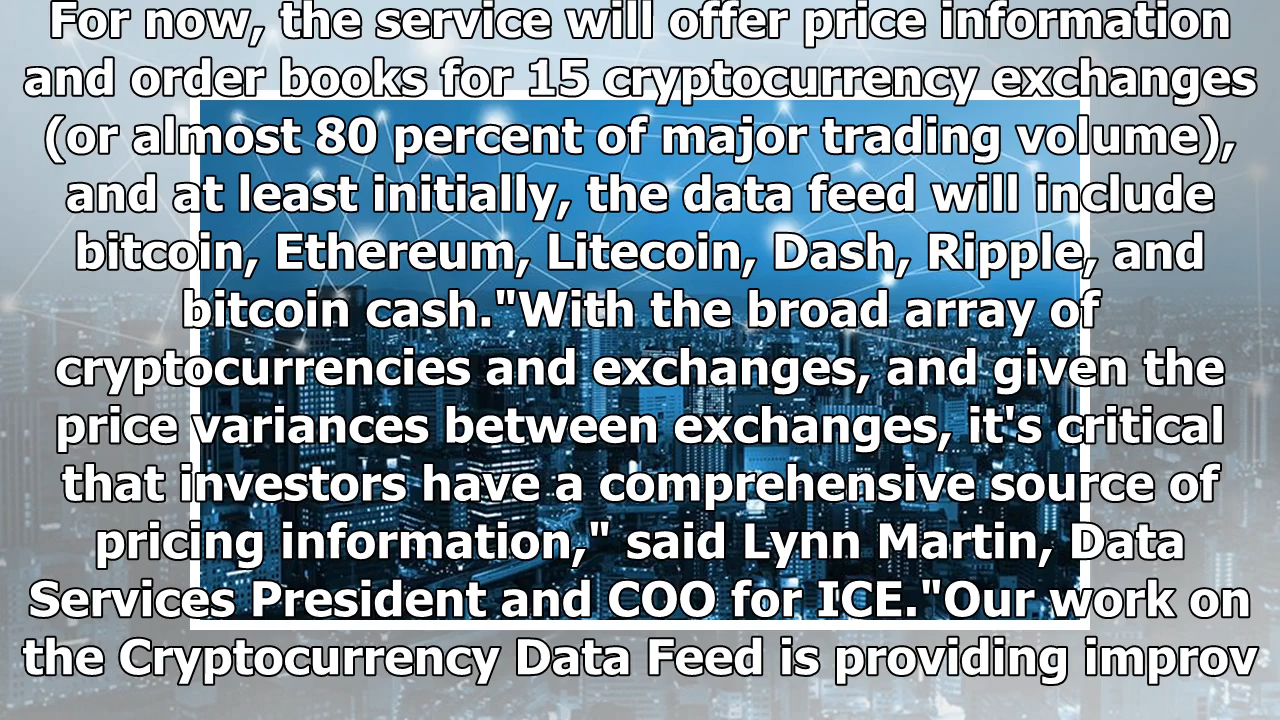 For now, the service will offer price information
and order books for 15 cryptocurrency exchanges
(or almost 80 percent of major trading volume),
and at least initially, the data feed will include
bitcoin, Ethereum, Litecoin, Dash, Ripple, and
bitcoin cash."With the broad array of
cryptocurrencies and exchanges, and given the
price variances between exchanges, it's critical
that investors have a comprehensive source of
pricing information," said Lynn Martin, Data
Services President and COO for ICE."Our work on
the Cryptocurrency Data Feed is providing improv